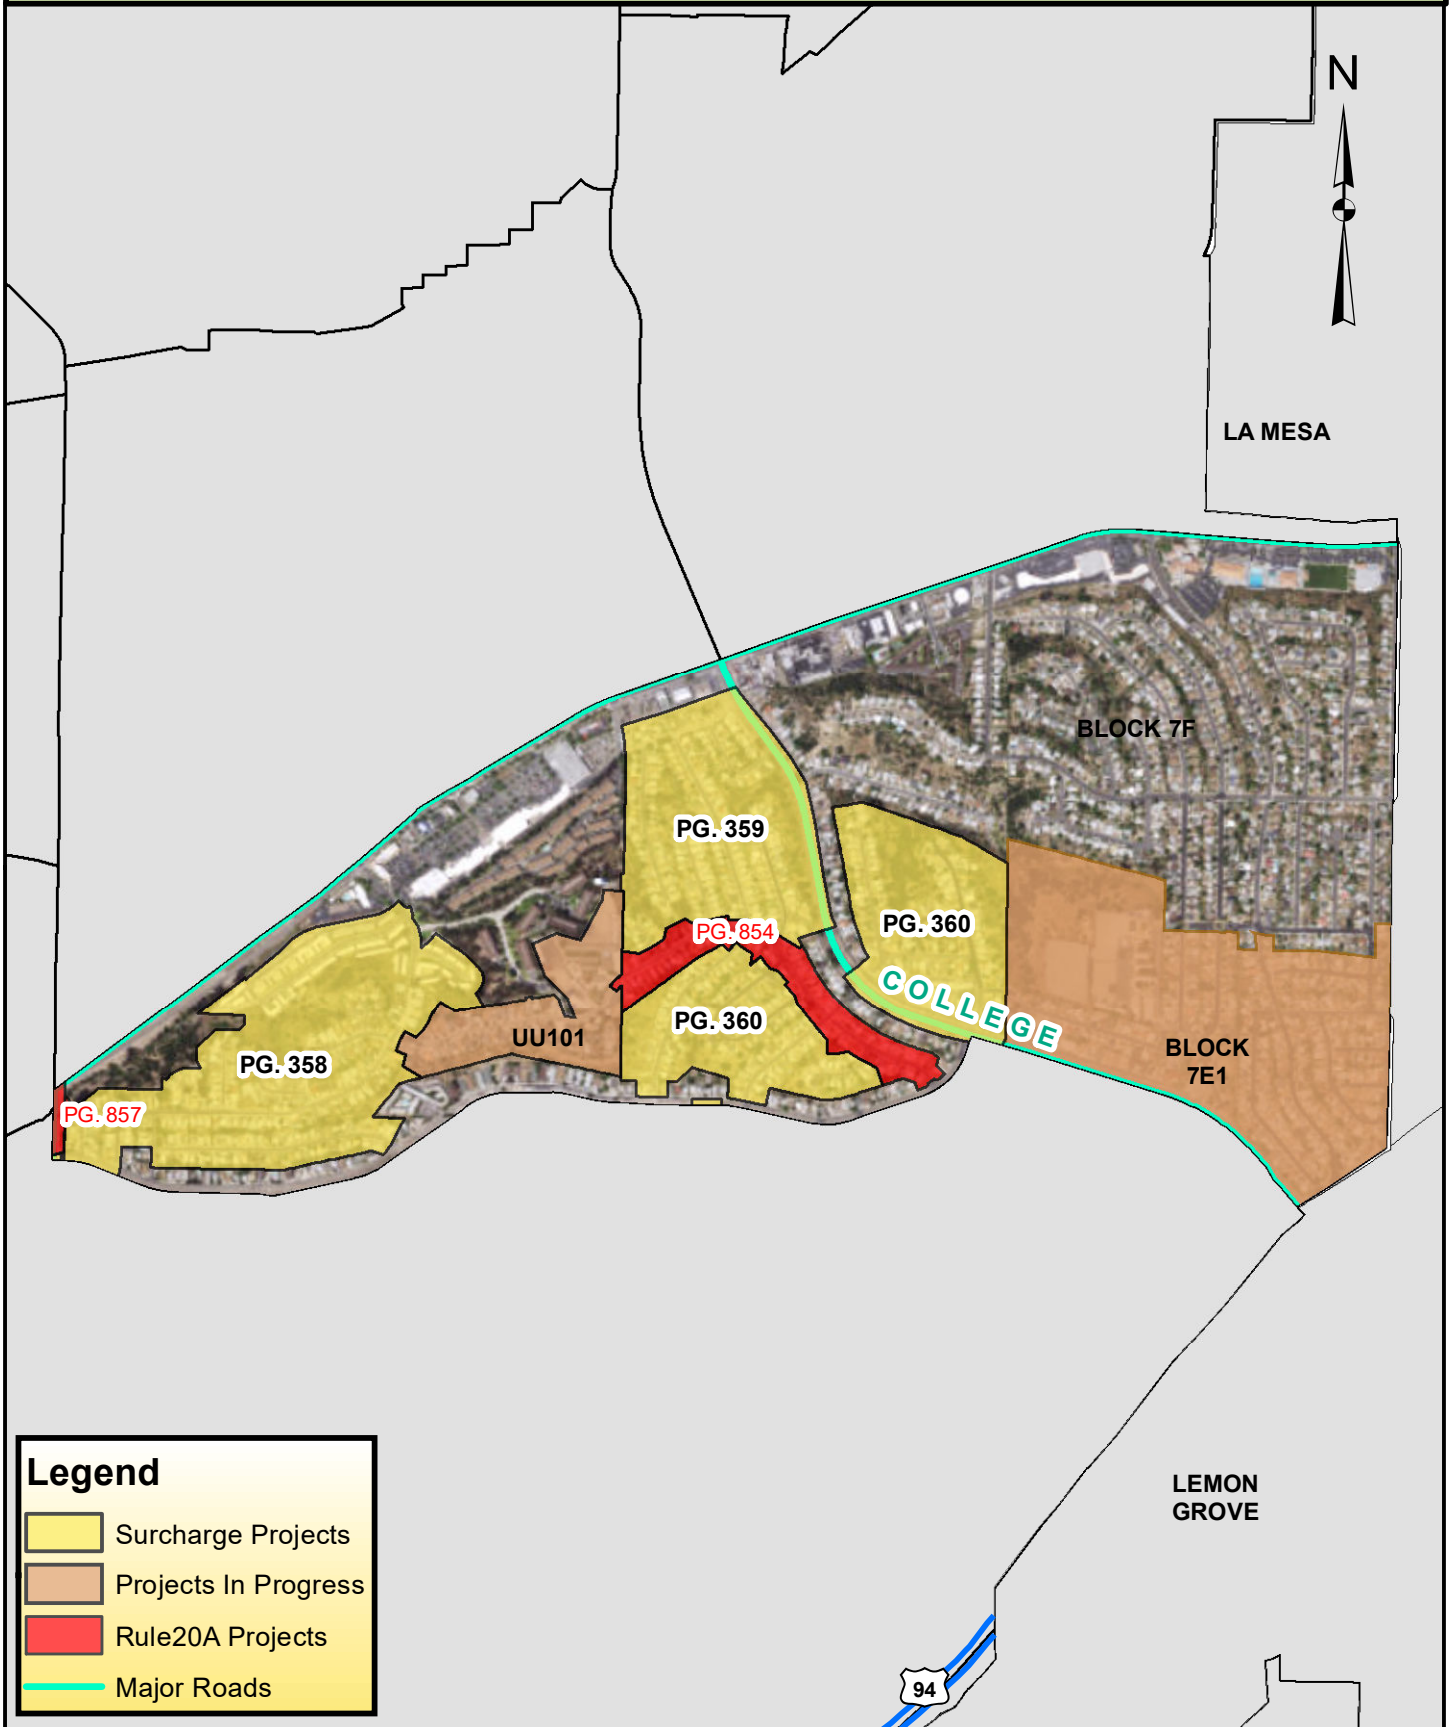 N
LA MESA
BLOCK 7F
PG. 359
PG. 360
PG. 854
COLLEGE
PG. 360
UU101
BLOCK
7E1
PG. 358
PG. 857
LEMON
GROVE
Legend
Surcharge Projects
Projects In Progress
Rule20A Projects
Major Roads
94